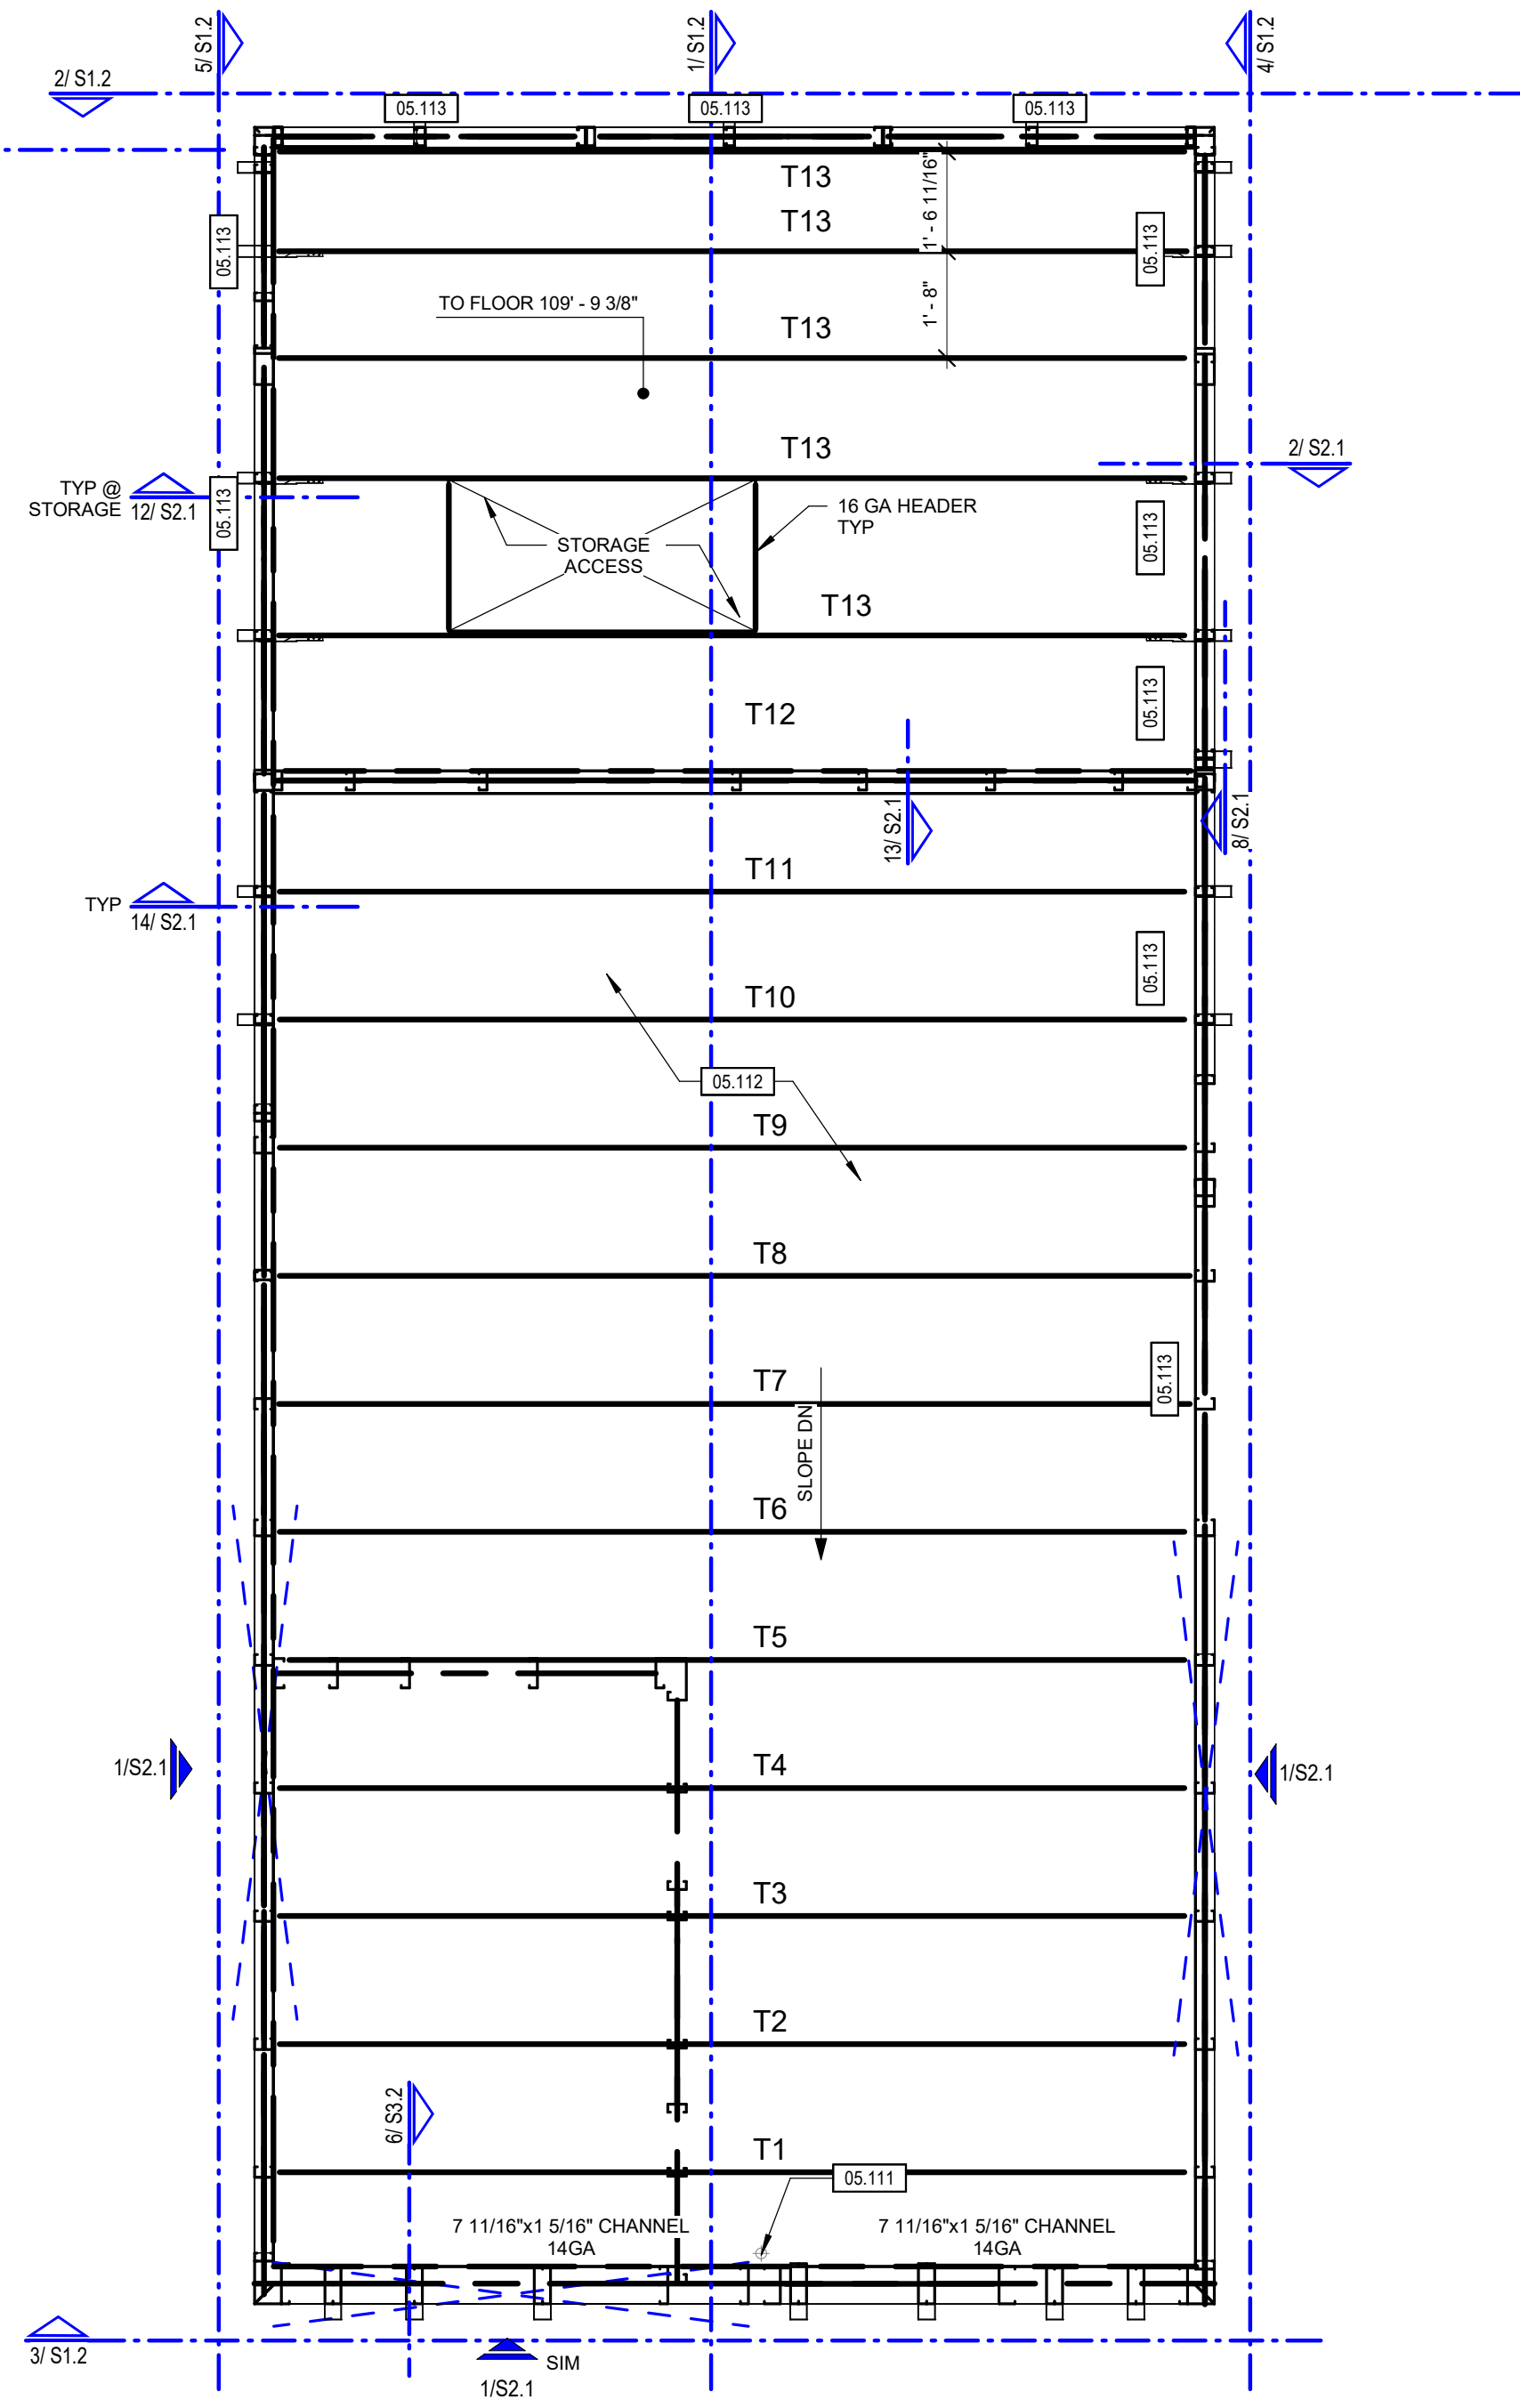 5/ S1.2
1/ S1.2
4/ S1.2
2/ S1.2
05.113
05.113
05.113
T13
1' - 6 11/16"
T13
05.113
05.113
1' - 8"
TO FLOOR 109' - 9 3/8"
T13
T13
2/ S2.1
TYP @
STORAGE
12/ S2.1
05.113
16 GA HEADER
TYP
05.113
STORAGE
ACCESS
T13
05.113
T12
13/ S2.1
8/ S2.1
T11
TYP
14/ S2.1
05.113
T10
05.112
T9
T8
T7
05.113
SLOPE DN
T6
T5
1/S2.1
T4
1/S2.1
T3
T2
6/ S3.2
T1
05.111
7 11/16"x1 5/16" CHANNEL
14GA
7 11/16"x1 5/16" CHANNEL
14GA
3/ S1.2
SIM
1/S2.1